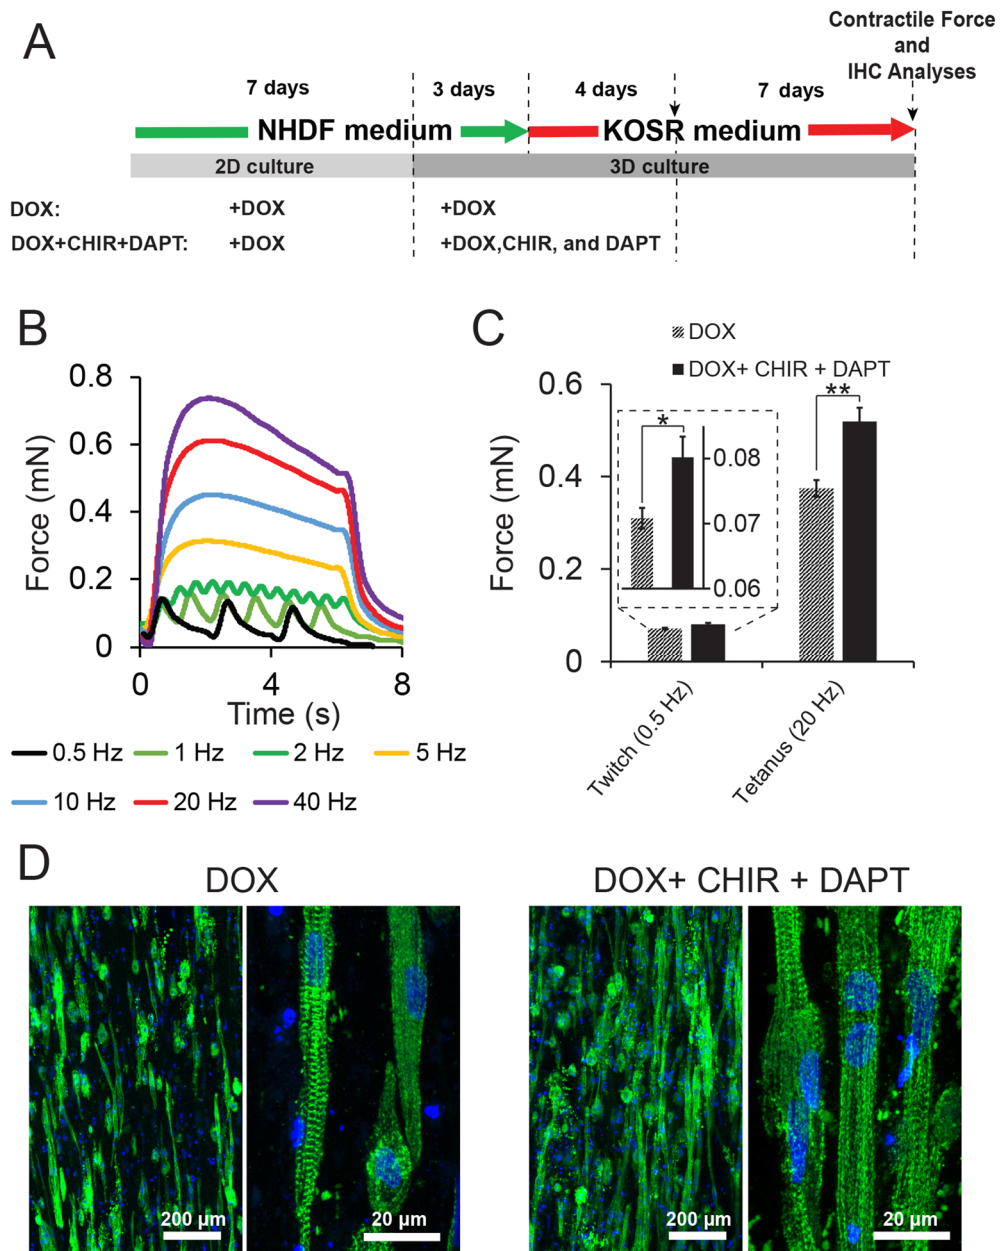 A
Contractile Force
and
IHC Analyses
7 days
3 days
4 days
7 days
NHDF medium
KOSR medium
2D culture
3D culture
DOX:
+DOX
+DOX
DOX+CHIR+DAPT:
+DOX
+DOX,CHIR, and DAPT
B
Force (mN)
0.8
0.6
0.4
0.2
0
0
4
8
Time (s)
0.5 Hz
1 Hz
2 Hz
5 Hz
10 Hz
20 Hz
40 Hz
C
DOX
DOX+ CHIR + DAPT
Force (mN)
0.6
0.4
0.2
0
*
**
0.08
0.07
0.06
Twitch (0.5 Hz)
Tetanus (20 Hz)
D
DOX
DOX+ CHIR + DAPT
200 µm
20 µm
200 µm
20 µm